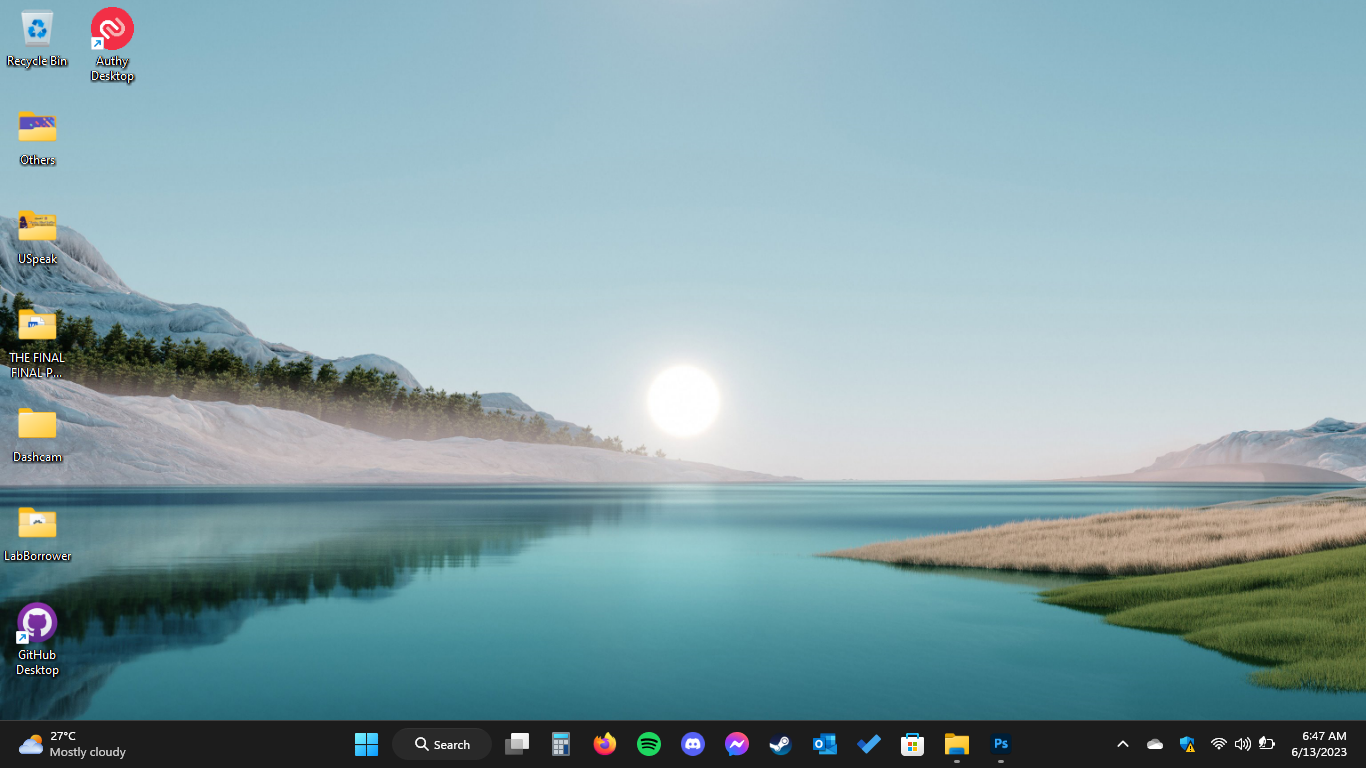 Recycle Bin
Authy
Desktop
Others
USpeak
THE FINAL
FINAL P...
Dashcam
LabBorrower
GitHub
Desktop
27°C
Mostly cloudy
Search
Ps
6:47 AM
6/13/2023